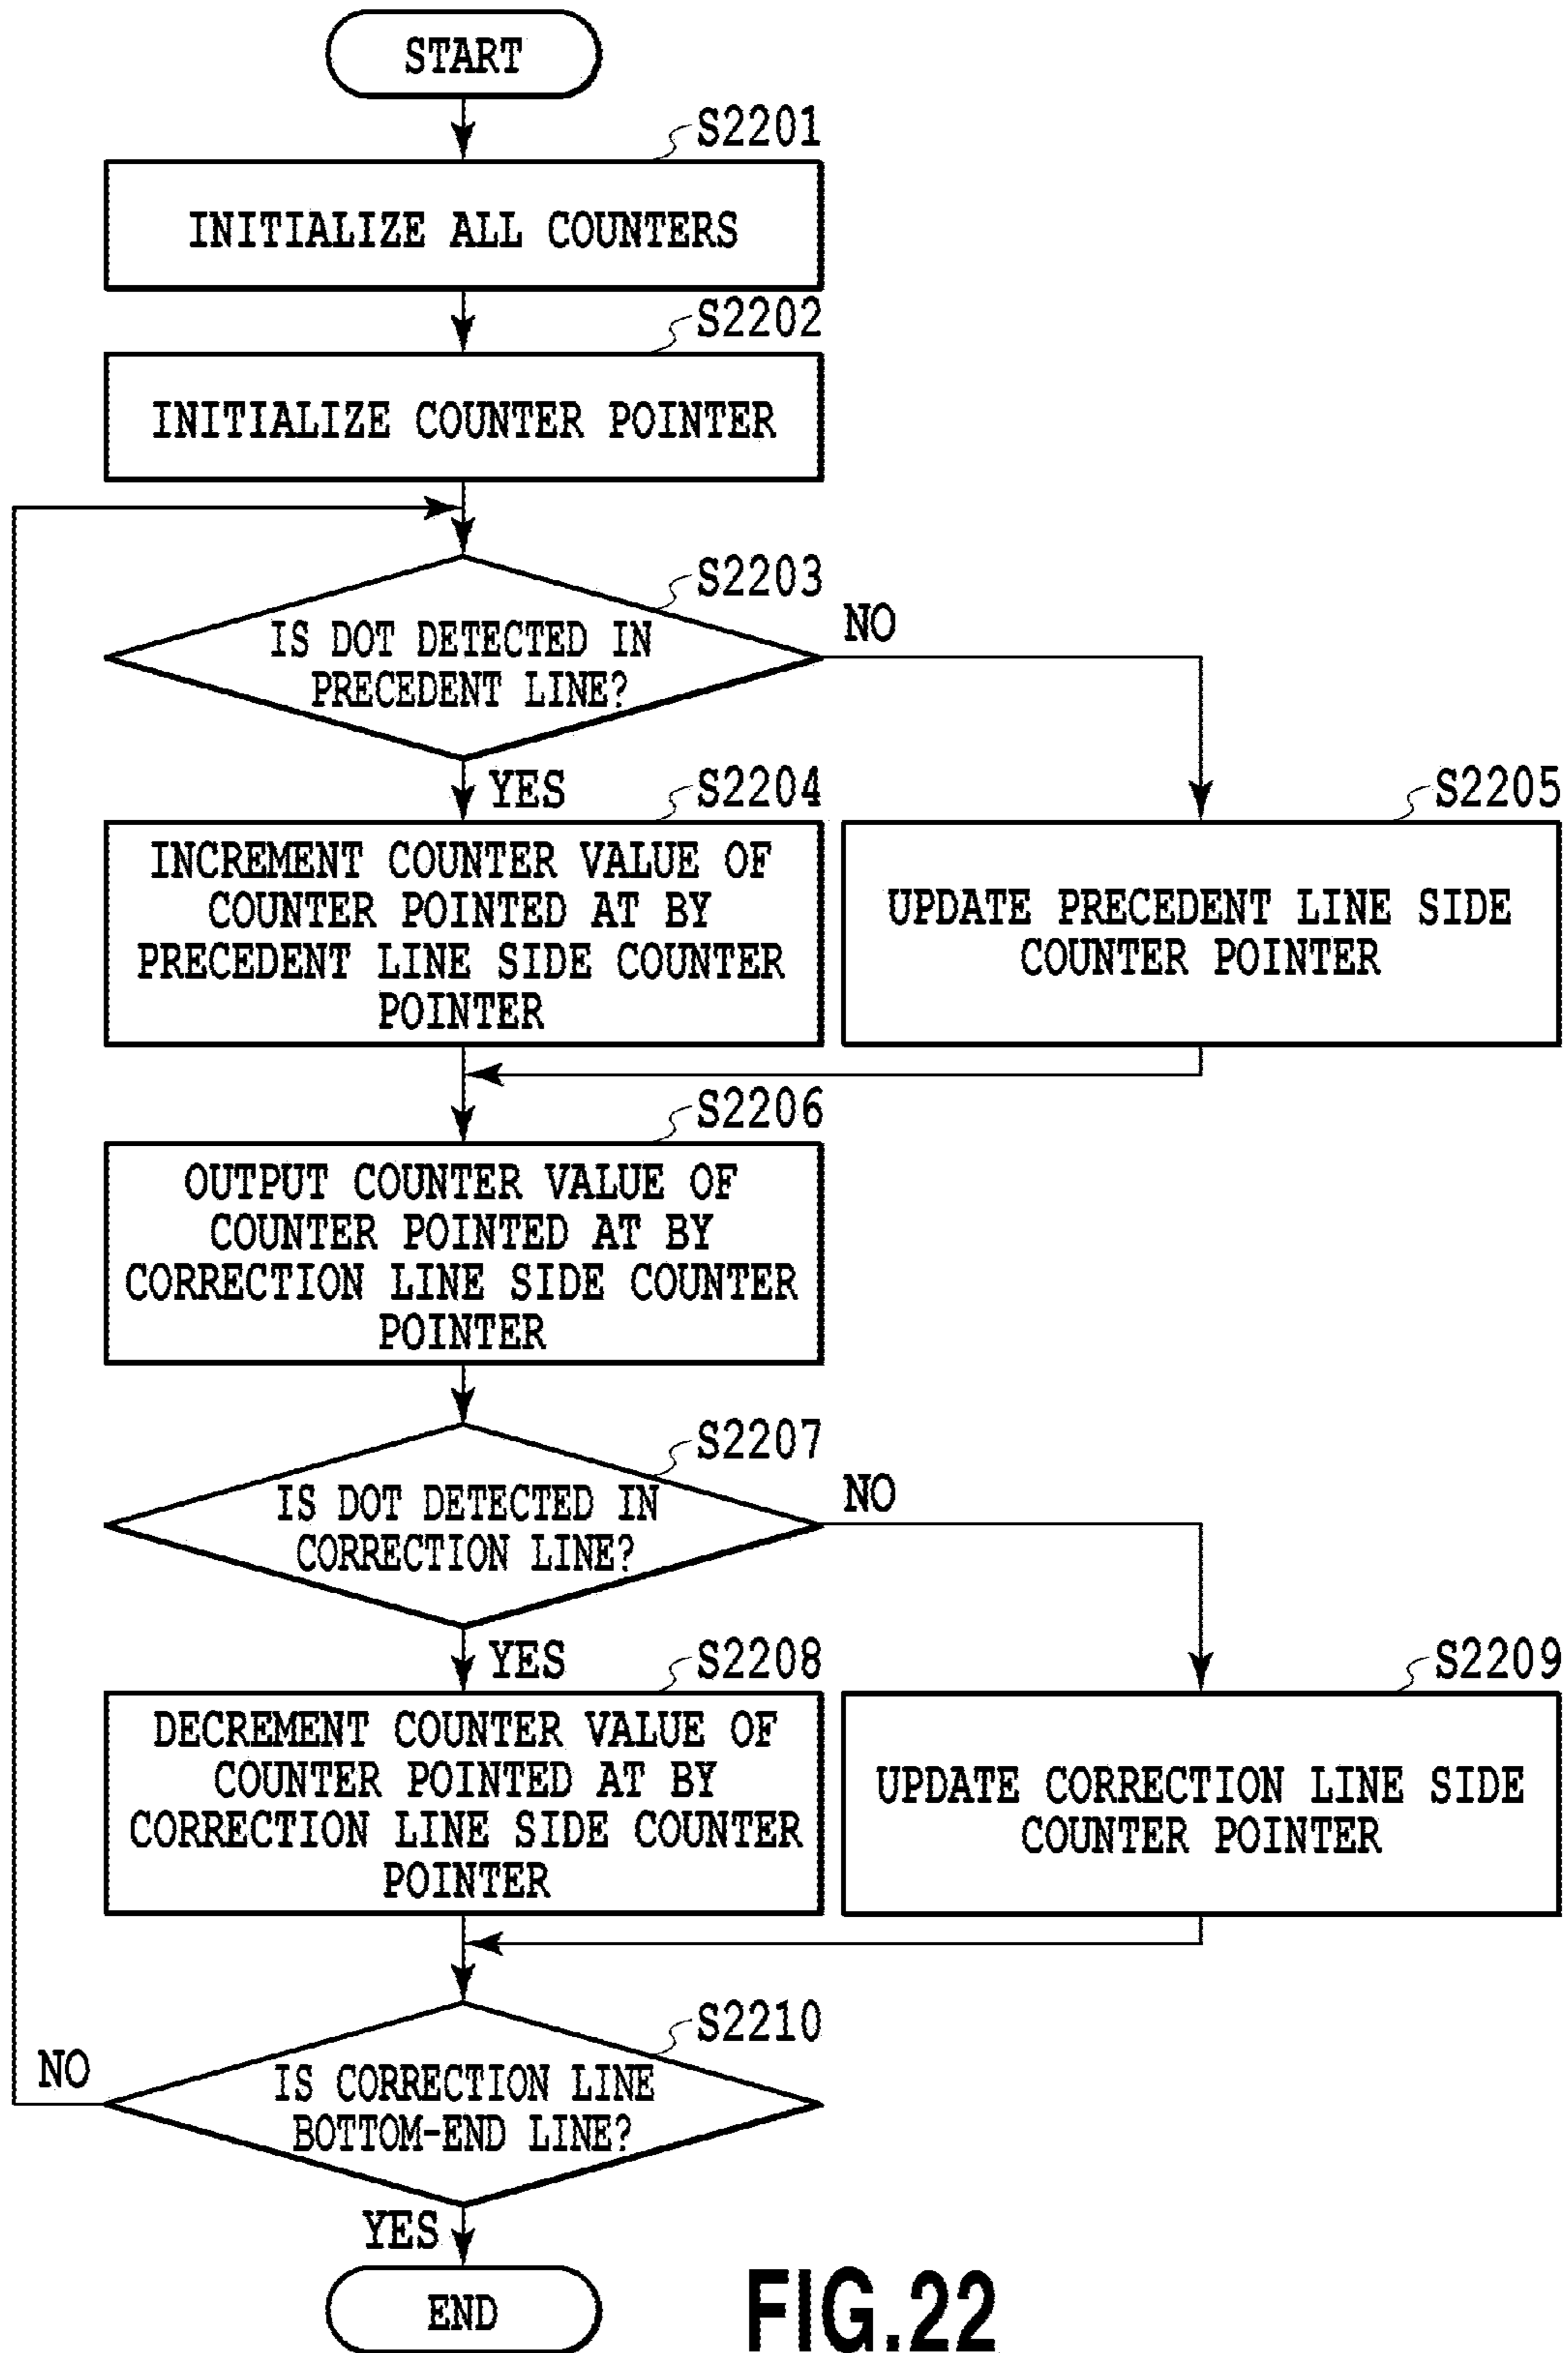 START
S2201
INITIALIZE ALL COUNTERS
S2202
INITIALIZE COUNTER POINTER
S2203
IS DOT DETECTED IN
PRECEDENT LINE?
NO
YES
S2204
INCREMENT COUNTER VALUE OF
COUNTER POINTED AT BY
PRECEDENT LINE SIDE COUNTER
POINTER
S2205
UPDATE PRECEDENT LINE SIDE
COUNTER POINTER
S2206
OUTPUT COUNTER VALUE OF
COUNTER POINTED AT BY
CORRECTION LINE SIDE COUNTER
POINTER
S2207
IS DOT DETECTED IN
CORRECTION LINE?
NO
YES
S2208
DECREMENT COUNTER VALUE OF
COUNTER POINTED AT BY
CORRECTION LINE SIDE COUNTER
POINTER
S2209
UPDATE CORRECTION LINE SIDE
COUNTER POINTER
S2210
IS CORRECTION LINE
BOTTOM-END LINE?
NO
YES
END
FIG.22